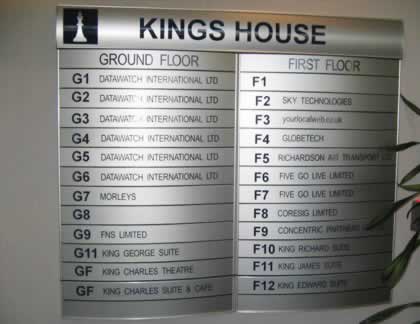 KINGS HOUSE
GROUND FLOOR
G1 DATAWATCH INTERNATIONAL LTD
G2 DATAWATCH INTERNATIONAL LTD
G3 DATAWATCH INTERNATIONAL LTD
G4 DATAWATCH INTERNATIONAL LTD
G5 DATAWATCH INTERNATIONAL LTD
G6 DATAWATCH INTERNATIONAL LTD
G7 MORLEYS
G8
G9 FNS LIMITED
G11 KING GEORGE SUITE
GF KING CHARLES THEATRE
GF KING CHARLES SUITE & CAFE
FIRST FLOOR
F1
F2 SKY TECHNOLOGIES
F3 yourlocalweb.co.uk
F4 GLOBETECH
F5 RICHARDSON AIR TRANSPORT LTD
F6 FIVE GO LIVE LIMITED
F7 FIVE GO LIVE LIMITED
F8 CORESIG LIMITED
F9 CONCENTRIC
F10 KING RICHARD SUITE
F11 KING JAMES SUITE
F12 KING EDWARD SUITE